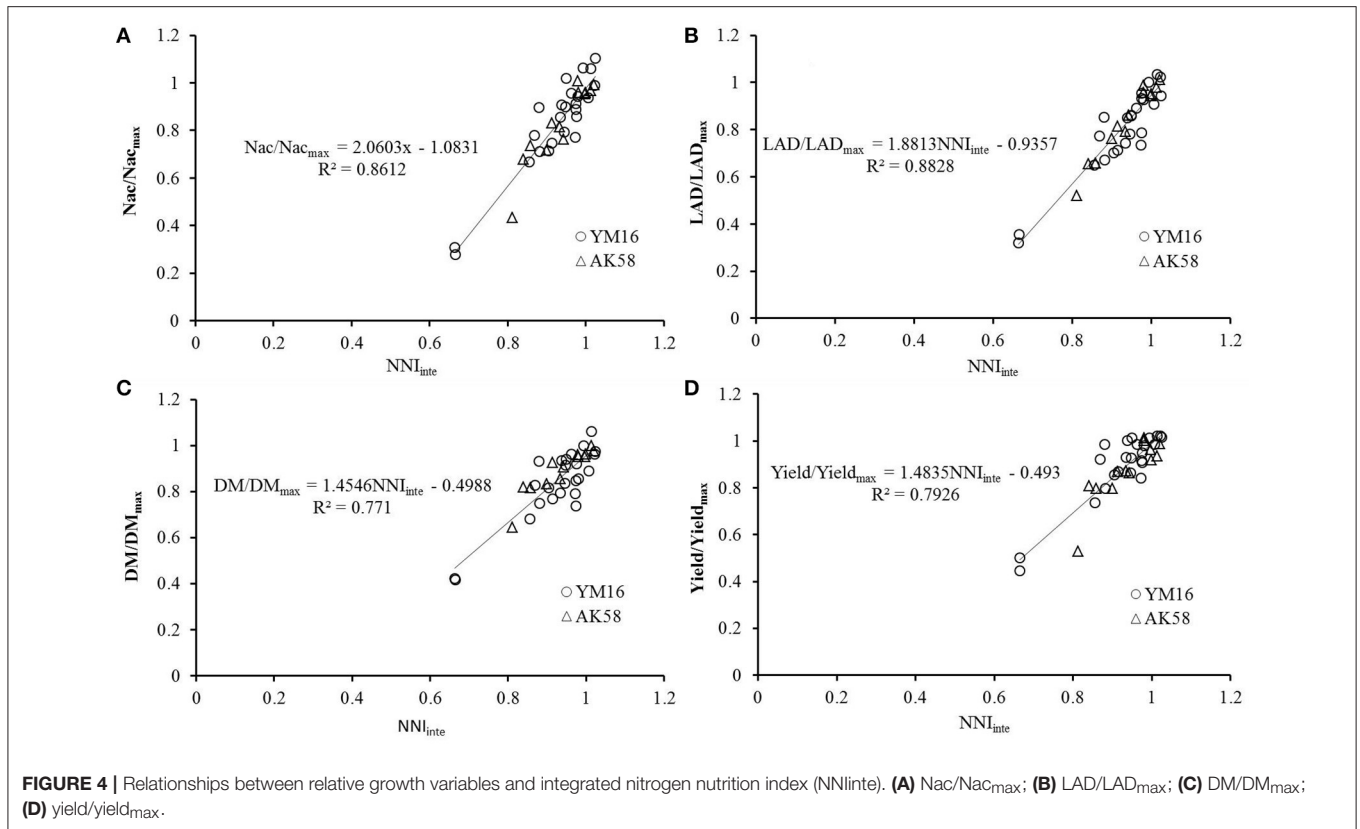 A
Nac/Nacmax
1.2
1
0.8
0.6
0.4
0.2
0
Nac/Nacmax = 2.0603x - 1.0831
R² = 0.8612
YM16
AK58
0 0.2 0.4 0.6 0.8 1 1.2
NNIinte
B
LAD/LADmax
1.2
1
0.8
0.6
0.4
0.2
0
LAD/LADmax = 1.8813NNIinte - 0.9357
R² = 0.8828
YM16
AK58
0 0.2 0.4 0.6 0.8 1 1.2
NNIinte
C
DM/DMmax
1.2
1
0.8
0.6
0.4
0.2
0
DM/DMmax = 1.4546NNIinte - 0.4988
R² = 0.771
YM16
AK58
0 0.2 0.4 0.6 0.8 1 1.2
NNIinte
D
Yield/Yieldmax
1.2
1
0.8
0.6
0.4
0.2
0
Yield/Yieldmax = 1.4835NNIinte - 0.493
R² = 0.7926
YM16
AK58
0 0.2 0.4 0.6 0.8 1 1.2
NNIinte
FIGURE 4 | Relationships between relative growth variables and integrated nitrogen nutrition index (NNIinte). (A) Nac/Nacmax; (B) LAD/LADmax; (C) DM/DMmax;
(D) yield/yieldmax.